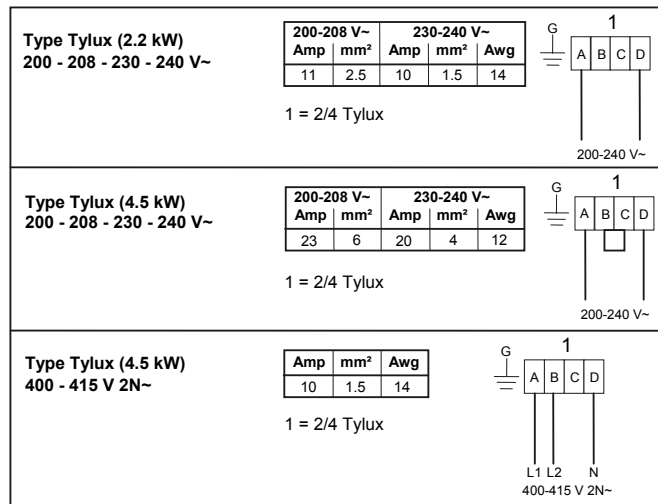 Type Tylux (2.2 kW)
200 - 208 - 230 - 240 V~
200-208 V~ 230-240 V~
Amp mm² Amp mm² Awg
11 2.5 10 1.5 14
1 = 2/4 Tylux
G 1
A B C D
200-240 V~
Type Tylux (4.5 kW)
200 - 208 - 230 - 240 V~
200-208 V~ 230-240 V~
Amp mm² Amp mm² Awg
23 6 20 4 12
1 = 2/4 Tylux
G 1
A B C D
200-240 V~
Type Tylux (4.5 kW)
400 - 415 V 2N~
Amp mm² Awg
10 1.5 14
1 = 2/4 Tylux
G 1
A B C D
L1 L2 N
400-415 V 2N~